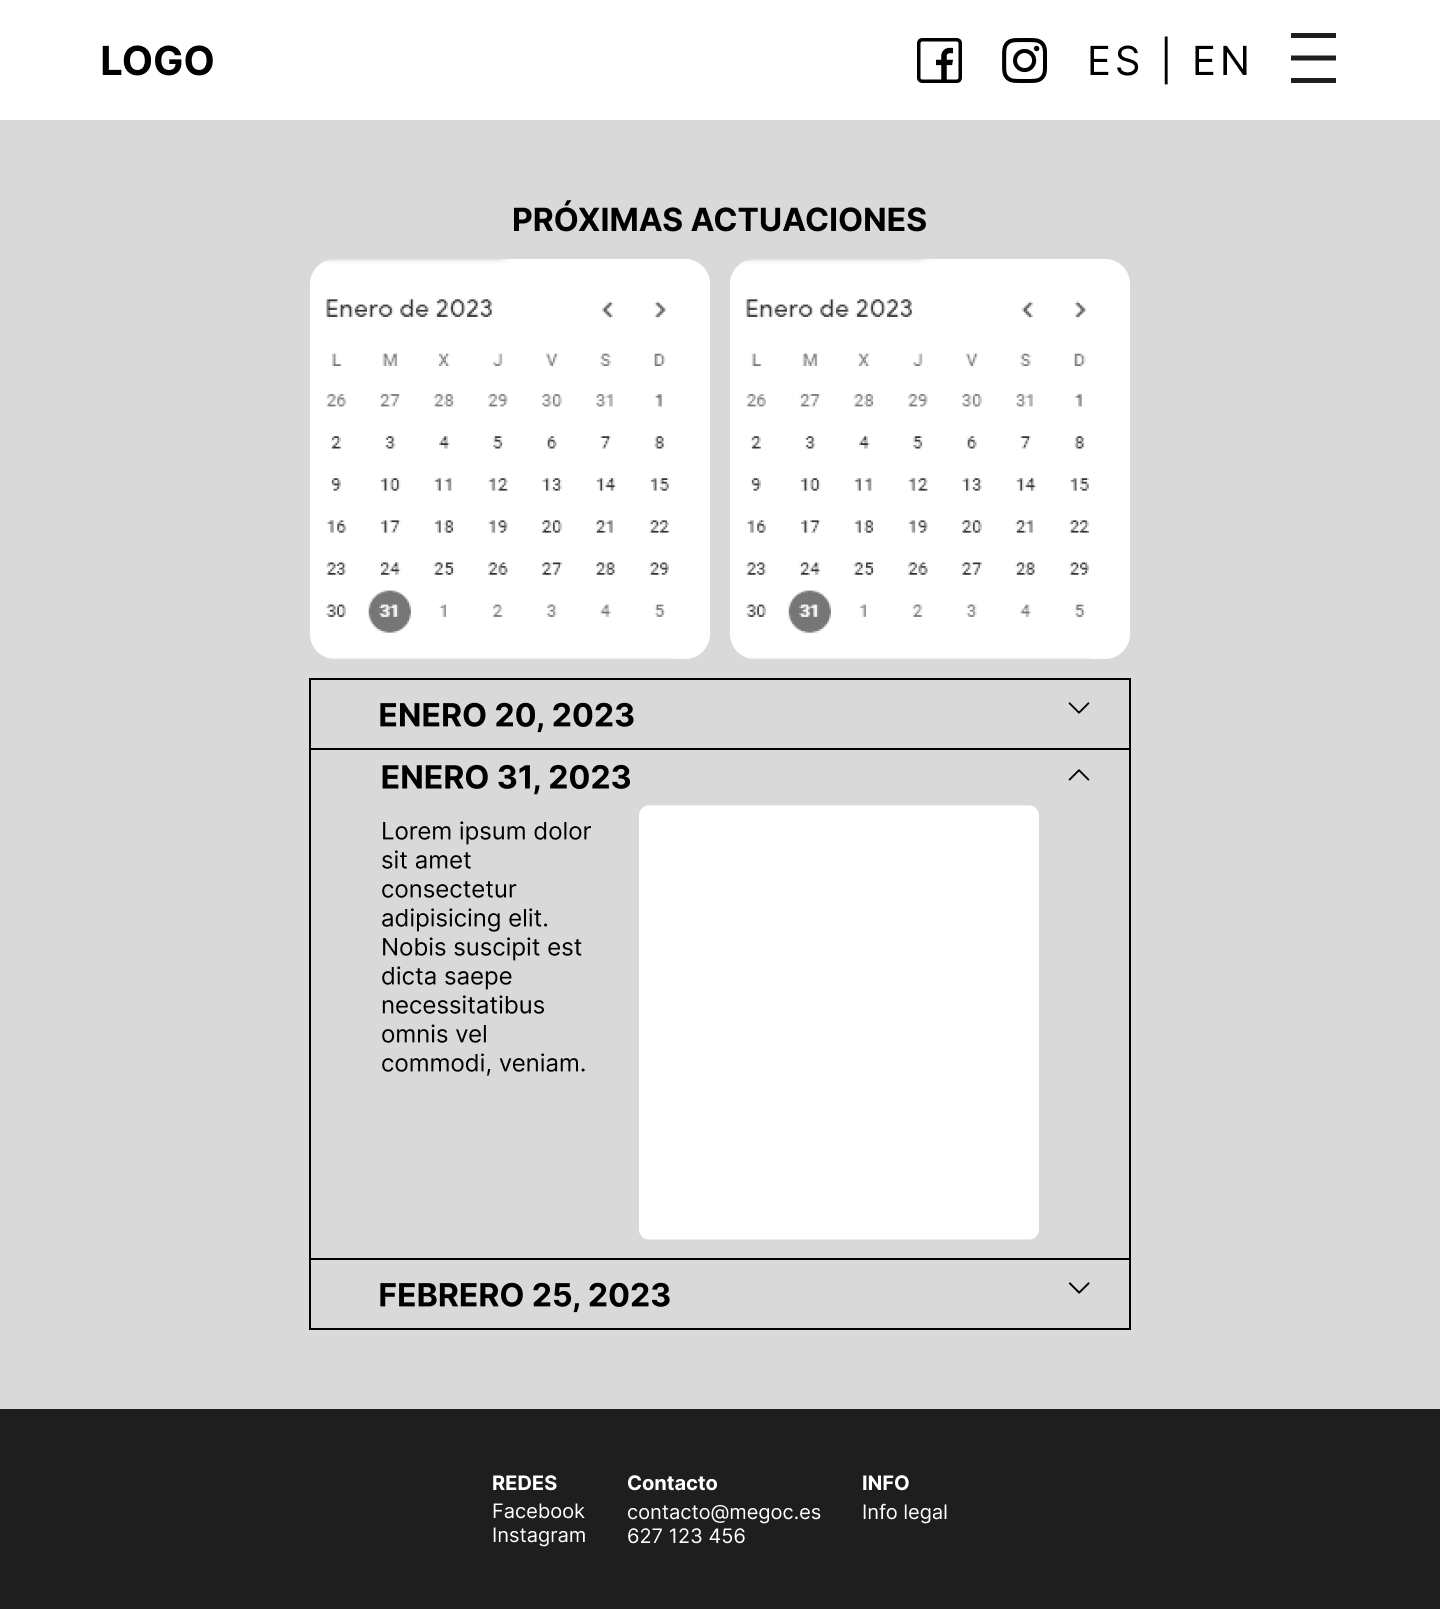 LOGO
ES | EN
PRÓXIMAS ACTUACIONES
Enero de 2023
L M X J V S D
26 27 28 29 30 31 1
2 3 4 5 6 7 8
9 10 11 12 13 14 15
16 17 18 19 20 21 22
23 24 25 26 27 28 29
30 31 1 2 3 4 5
Enero de 2023
L M X J V S D
26 27 28 29 30 31 1
2 3 4 5 6 7 8
9 10 11 12 13 14 15
16 17 18 19 20 21 22
23 24 25 26 27 28 29
30 31 1 2 3 4 5
ENERO 20, 2023
ENERO 31, 2023
Lorem ipsum dolor
sit amet
consectetur
adipisicing elit.
Nobis suscipit est
dicta saepe
necessitatibus
omnis vel
commodi, veniam.
FEBRERO 25, 2023
REDES
Facebook
Instagram
Contacto
contacto@megoc.es
627 123 456
INFO
Info legal